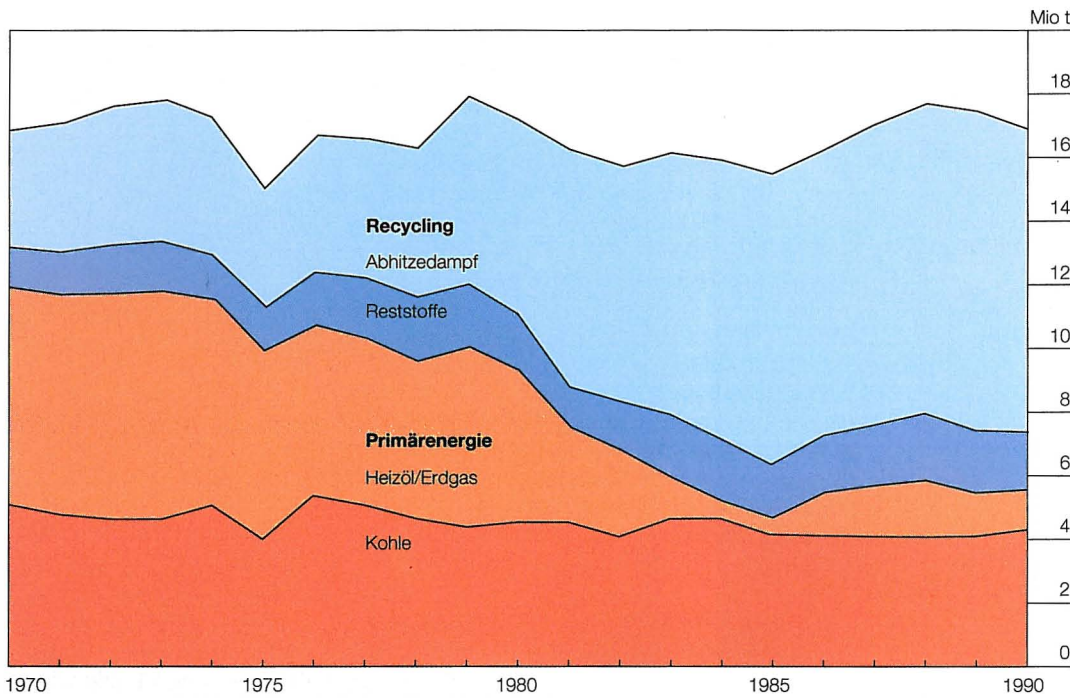 Mio t
18
16
14
12
10
8
6
4
2
0
Recycling
Abhitzedampf
Reststoffe
Primärenergie
Heizöl/Erdgas
Kohle
1970
1975
1980
1985
1990